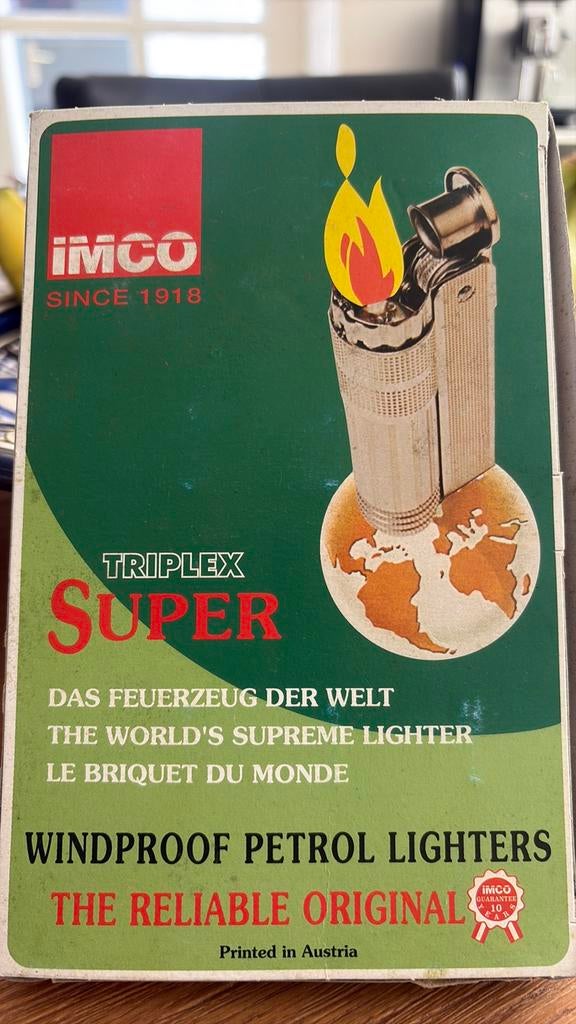 IMCO
SINCE 1918
TRIPLEX
SUPER
DAS FEUERZEUG DER WELT
THE WORLD'S SUPREME LIGHTER
LE BRIQUET DU MONDE
WINDPROOF PETROL LIGHTERS
THE RELIABLE ORIGINAL
IMCO
GUARANTEE
10
YEARS
Printed in Austria